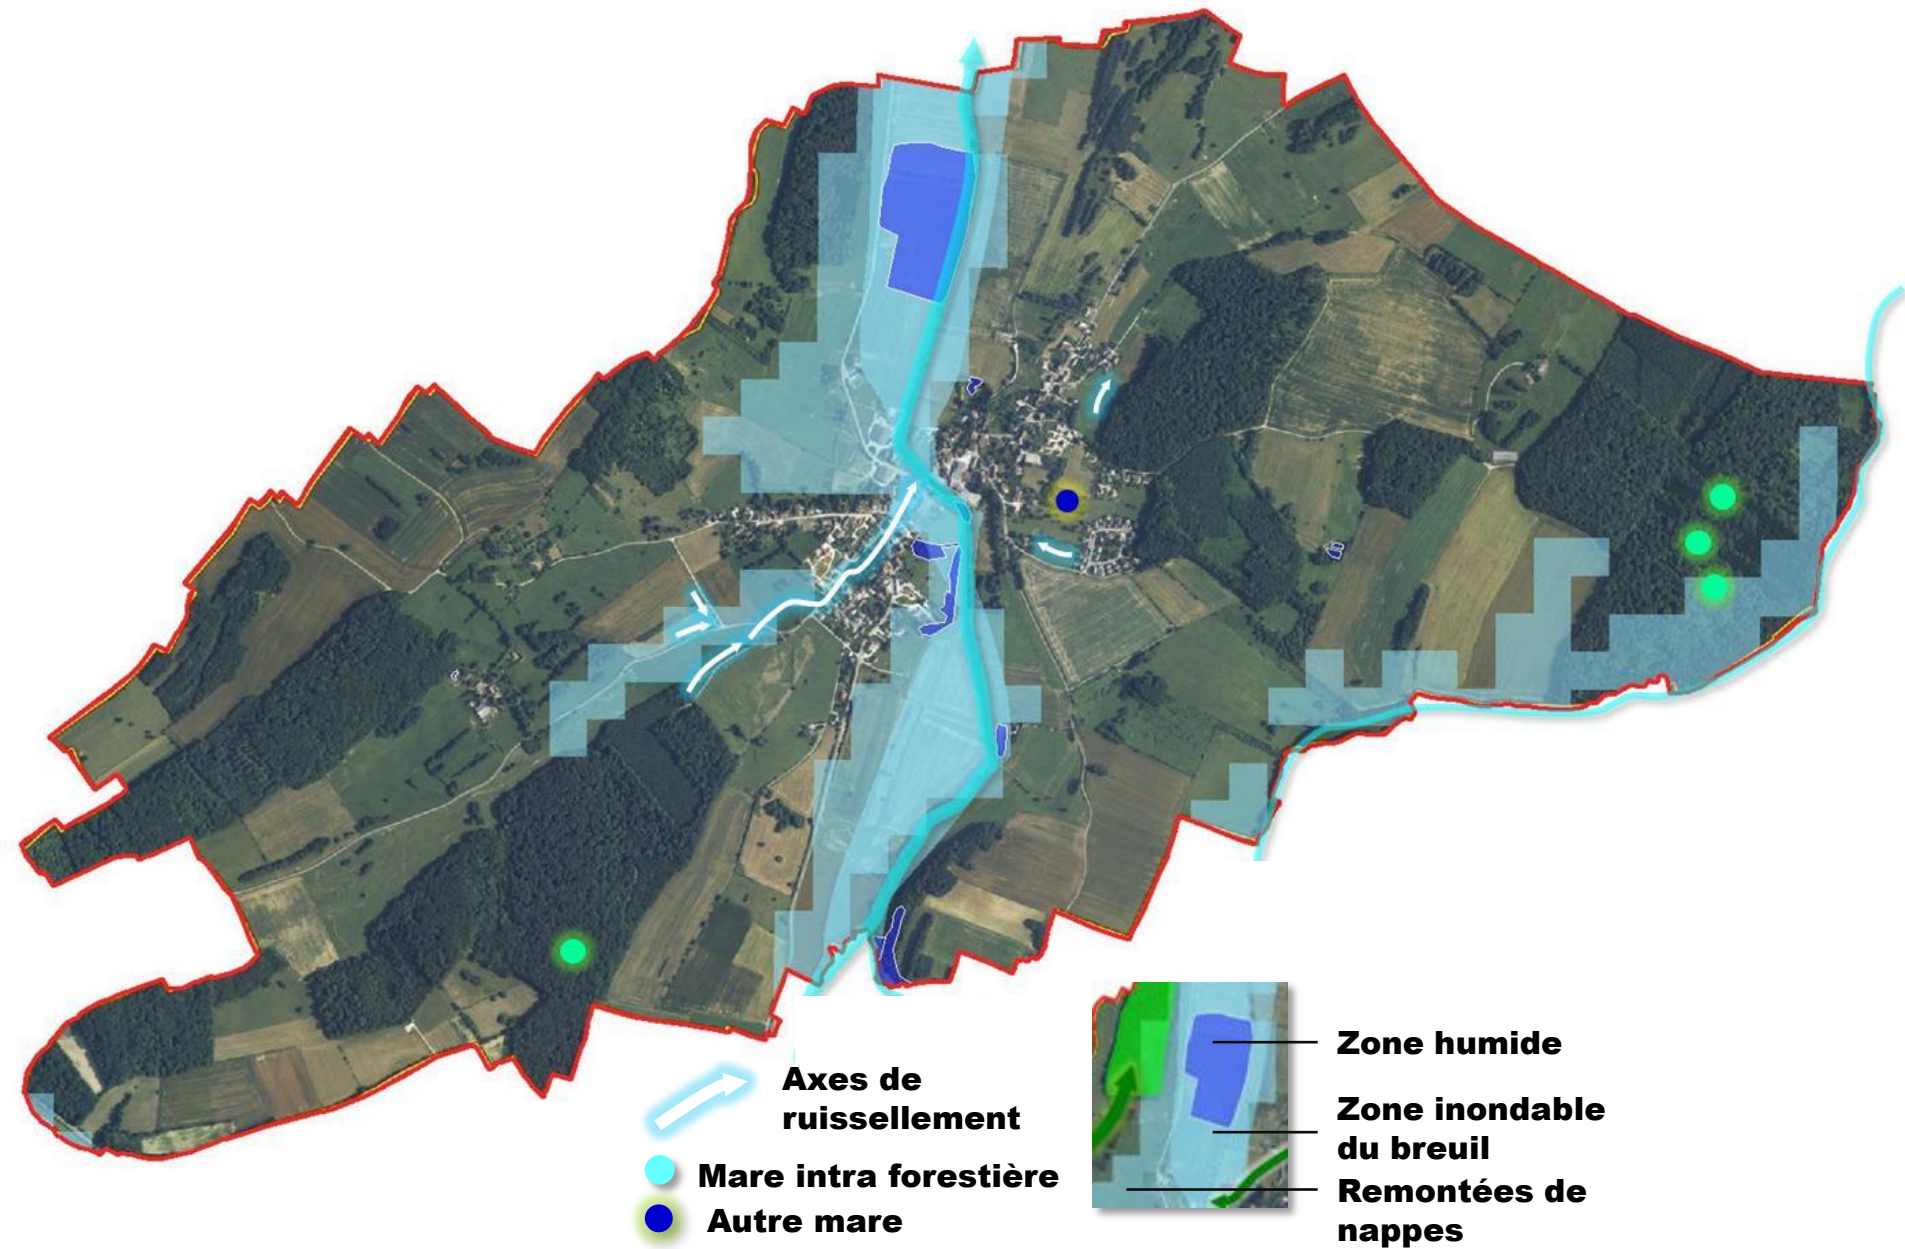 Axes de
ruissellement
Mare intra forestière
Autre mare
Zone humide
Zone inondable
du breuil
Remontées de
nappes